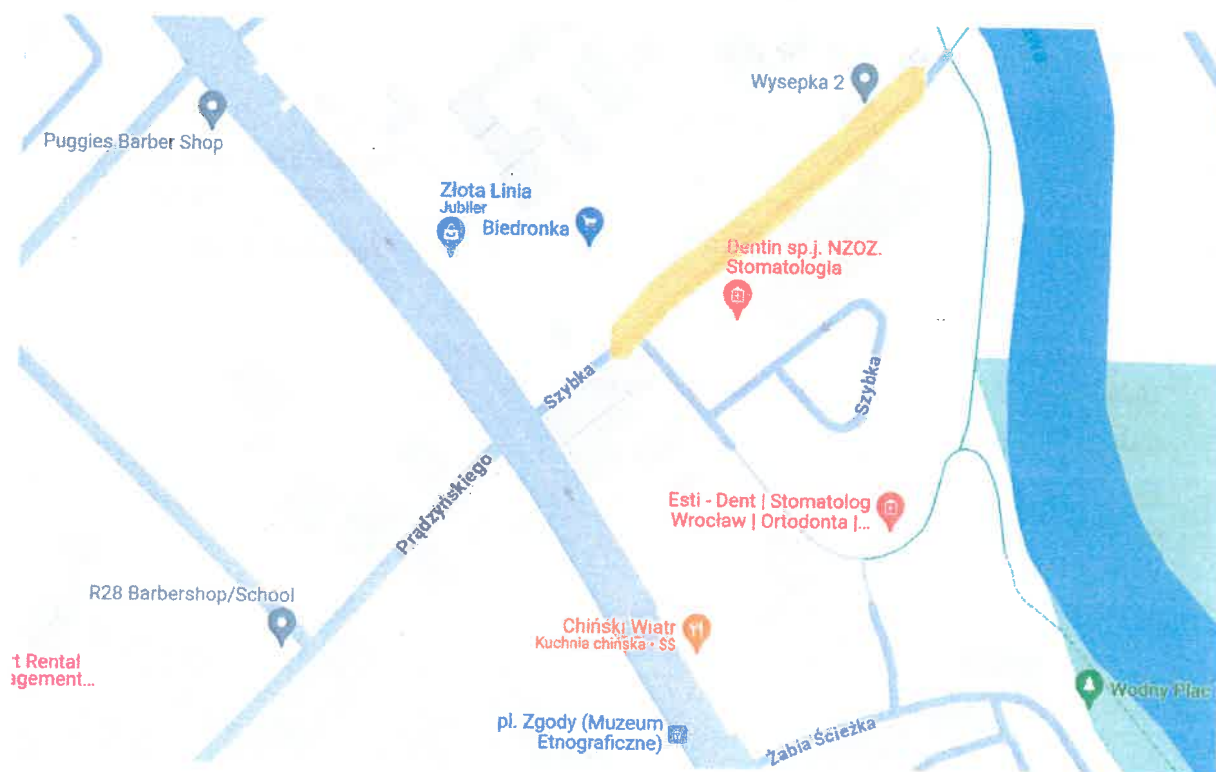 Wysepka 2
Puggies Barber Shop
Złota Linia
Jubiler
Biedronka
Dentin sp.j. NZOZ.
Stomatologia
Szybka
Szybka
Prądzyńskiego
Esti - Dent | Stomatolog
Wrocław | Ortodonta |...
R28 Barbershop/School
Chiński Wiatr
Kuchnia chińska · $$
t Rental
agement...
Wodny Plac
pl. Zgody (Muzeum
Etnograficzne)
Żabia Ścieżka